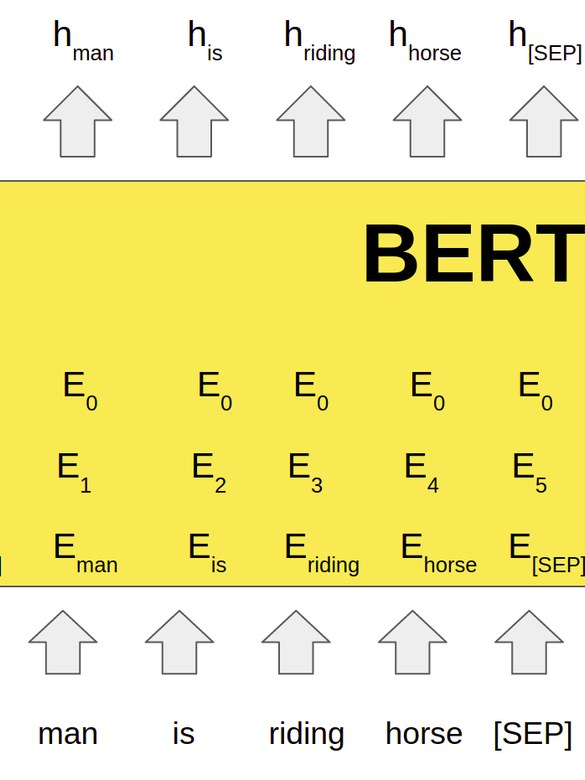 h_man h_is h_riding h_horse h_[SEP]
BERT
E_0 E_0 E_0 E_0 E_0
E_1 E_2 E_3 E_4 E_5
] E_man E_is E_riding E_horse E_[SEP]
man is riding horse [SEP]